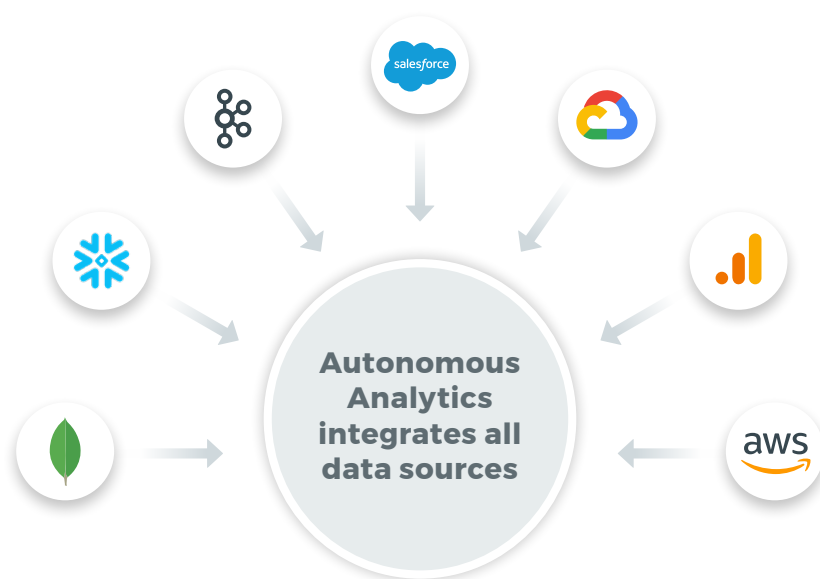 salesforce
aws
Autonomous
Analytics
integrates all
data sources